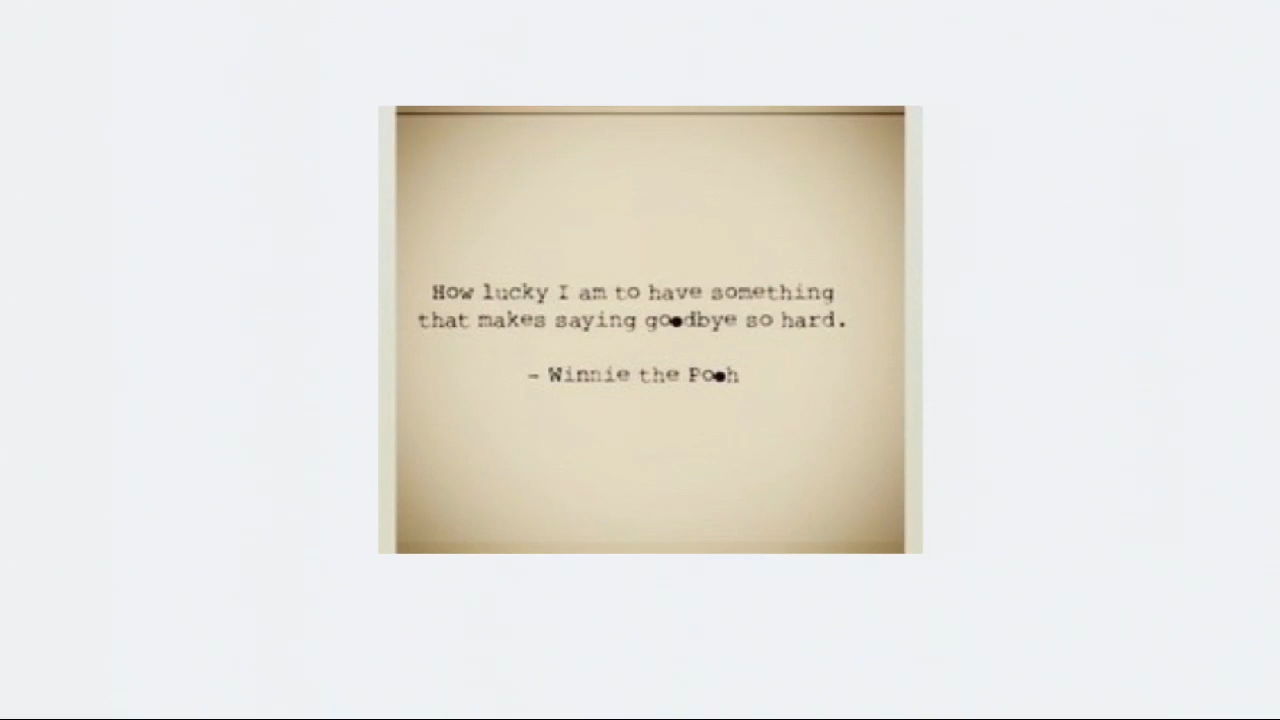 How lucky I am to have something
that makes saying goodbye so hard.
- Winnie the Pooh